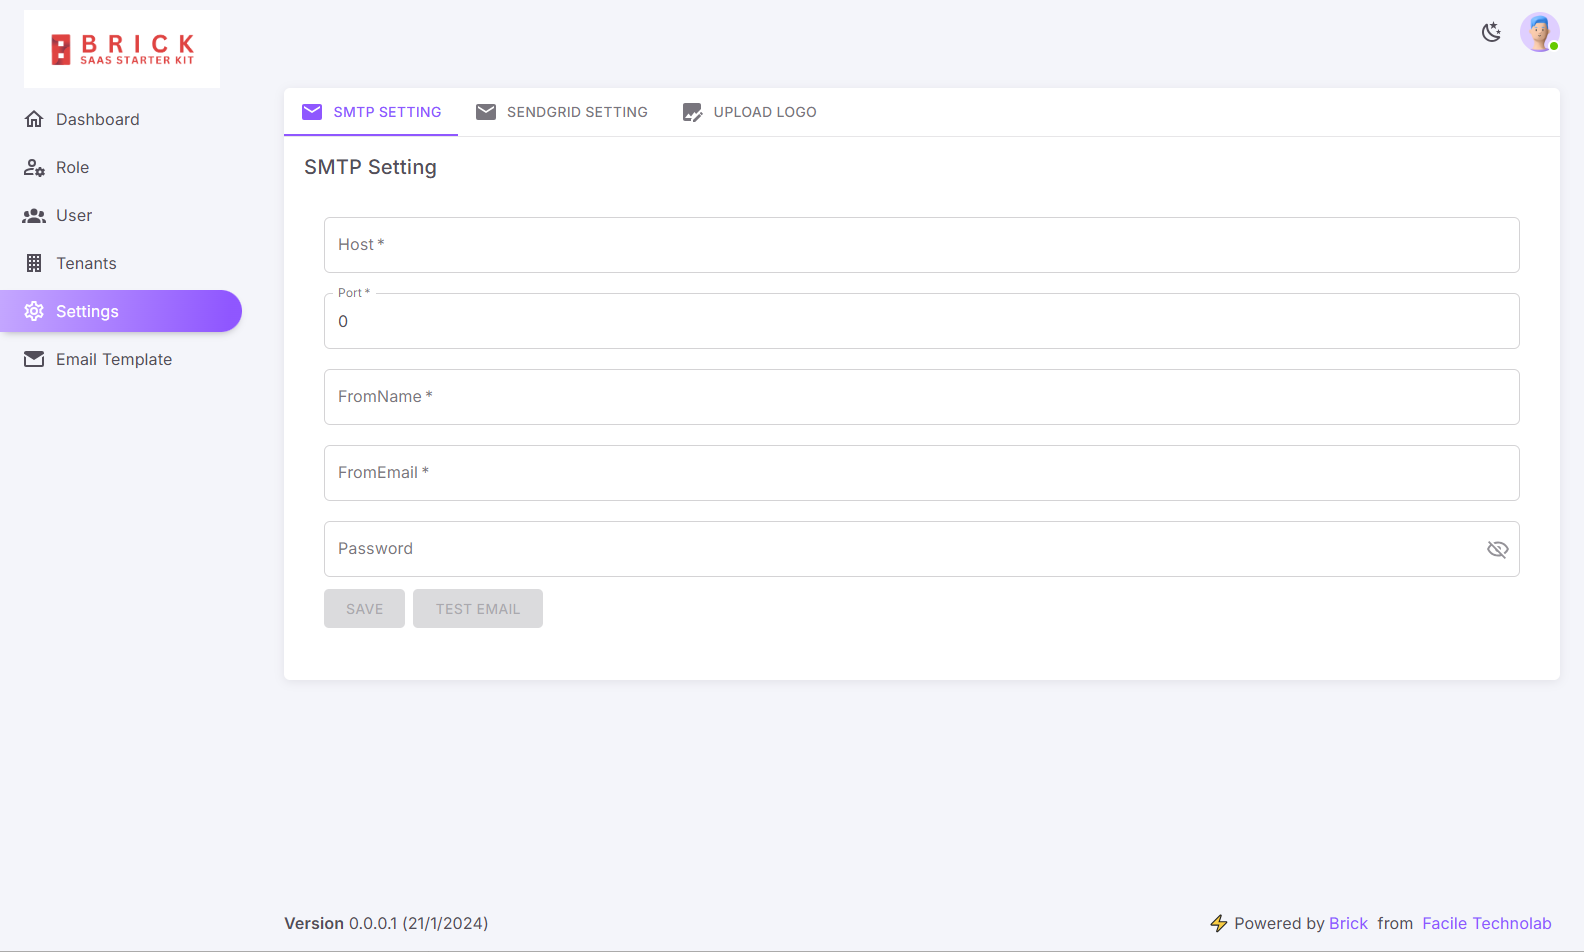 BRICK
SAAS STARTER KIT
Dashboard
Role
User
Tenants
Settings
Email Template
SMTP SETTING
SENDGRID SETTING
UPLOAD LOGO
SMTP Setting
Host *
Port *
0
FromName *
FromEmail *
Password
SAVE
TEST EMAIL
Version 0.0.0.1 (21/1/2024)
Powered by Brick from Facile Technolab